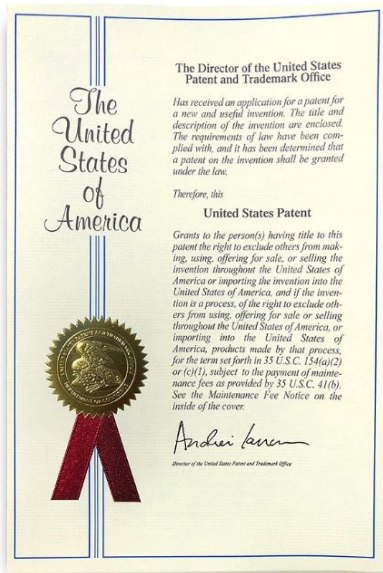 The
United
States
of
America
The Director of the United States
Patent and Trademark Office
Has received an application for a patent for
a new and useful invention. The title and
description of the invention are enclosed.
The requirements of law have been com-
plied with, and it has been determined that
a patent on the invention shall be granted
under the law.
Therefore, this
United States Patent
Grants to the person(s) having title to this
patent the right to exclude others from mak-
ing, using, offering for sale, or selling the
invention throughout the United States of
America or importing the invention into the
United States of America, and if the inven-
tion is a process, of the right to exclude oth-
ers from using, offering for sale or selling
throughout the United States of America, or
importing into the United States of
America, products made by that process,
for the term set forth in 35 U.S.C. 154(a)(2)
or (c)(1), subject to the payment of mainte-
nance fees as provided by 35 U.S.C. 41(b).
See the Maintenance Fee Notice on the
inside of the cover.
Andrei Iancu
Director of the United States Patent and Trademark Office